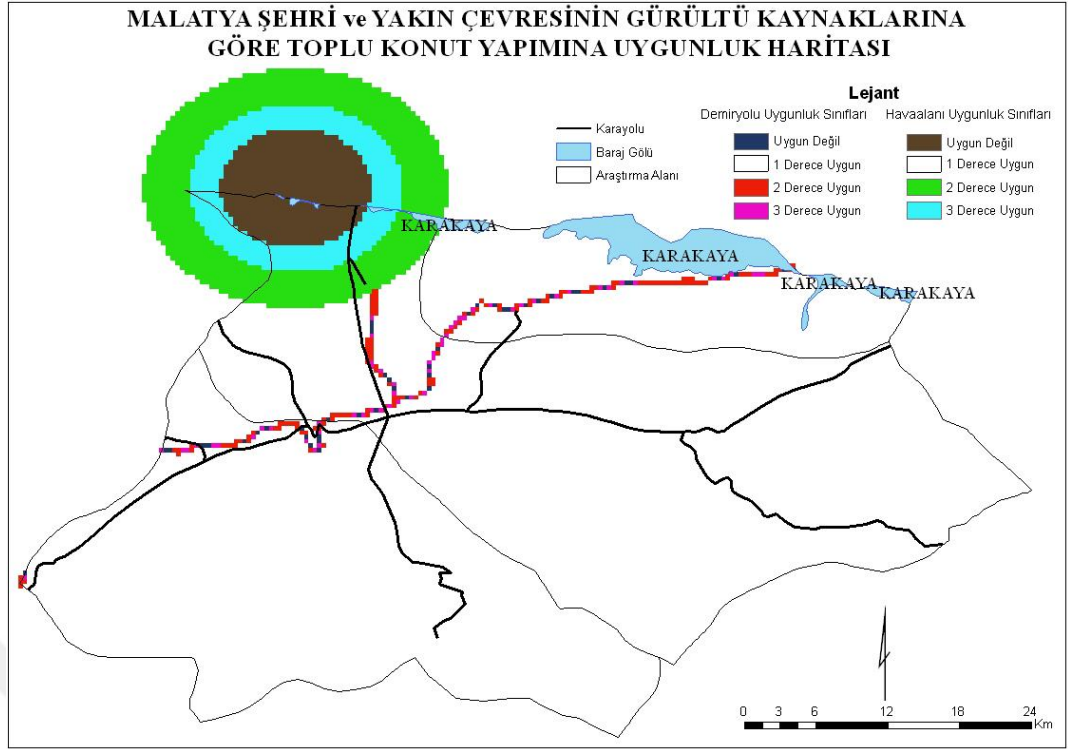 MALATYA ŞEHRİ ve YAKIN ÇEVRESİNİN GÜRÜLTÜ KAYNAKLARINA
GÖRE TOPLU KONUT YAPIMINA UYGUNLUK HARİTASI
Lejant
Karayolu
Baraj Gölü
Araştırma Alanı
Demiryolu Uygunluk Sınıfları
Uygun Değil
1 Derece Uygun
2 Derece Uygun
3 Derece Uygun
Havaalanı Uygunluk Sınıfları
Uygun Değil
1 Derece Uygun
2 Derece Uygun
3 Derece Uygun
KARAKAYA
KARAKAYA
KARAKAYA
KARAKAYA
0 3 6 12 18 24
Km